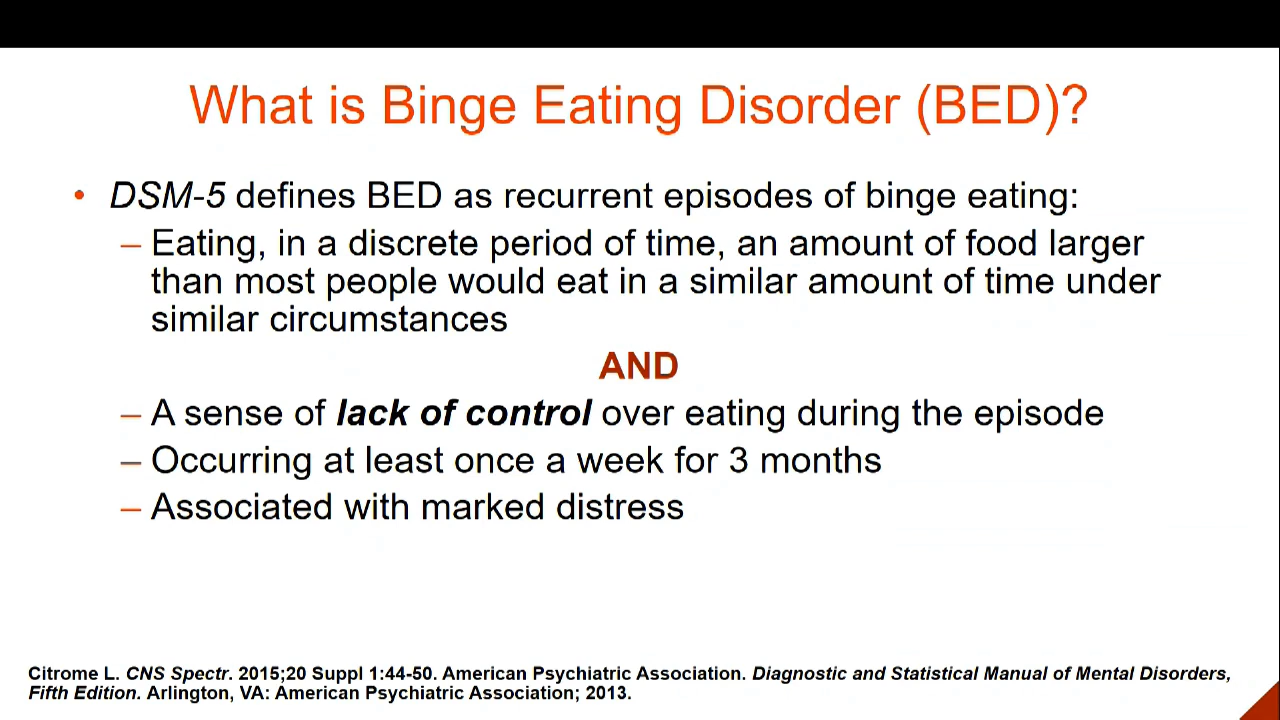 What is Binge Eating Disorder (BED)?
• DSM-5 defines BED as recurrent episodes of binge eating:
– Eating, in a discrete period of time, an amount of food larger
than most people would eat in a similar amount of time under
similar circumstances
AND
– A sense of lack of control over eating during the episode
– Occurring at least once a week for 3 months
– Associated with marked distress
Citrome L. CNS Spectr. 2015;20 Suppl 1:44-50. American Psychiatric Association. Diagnostic and Statistical Manual of Mental Disorders,
Fifth Edition. Arlington, VA: American Psychiatric Association; 2013.